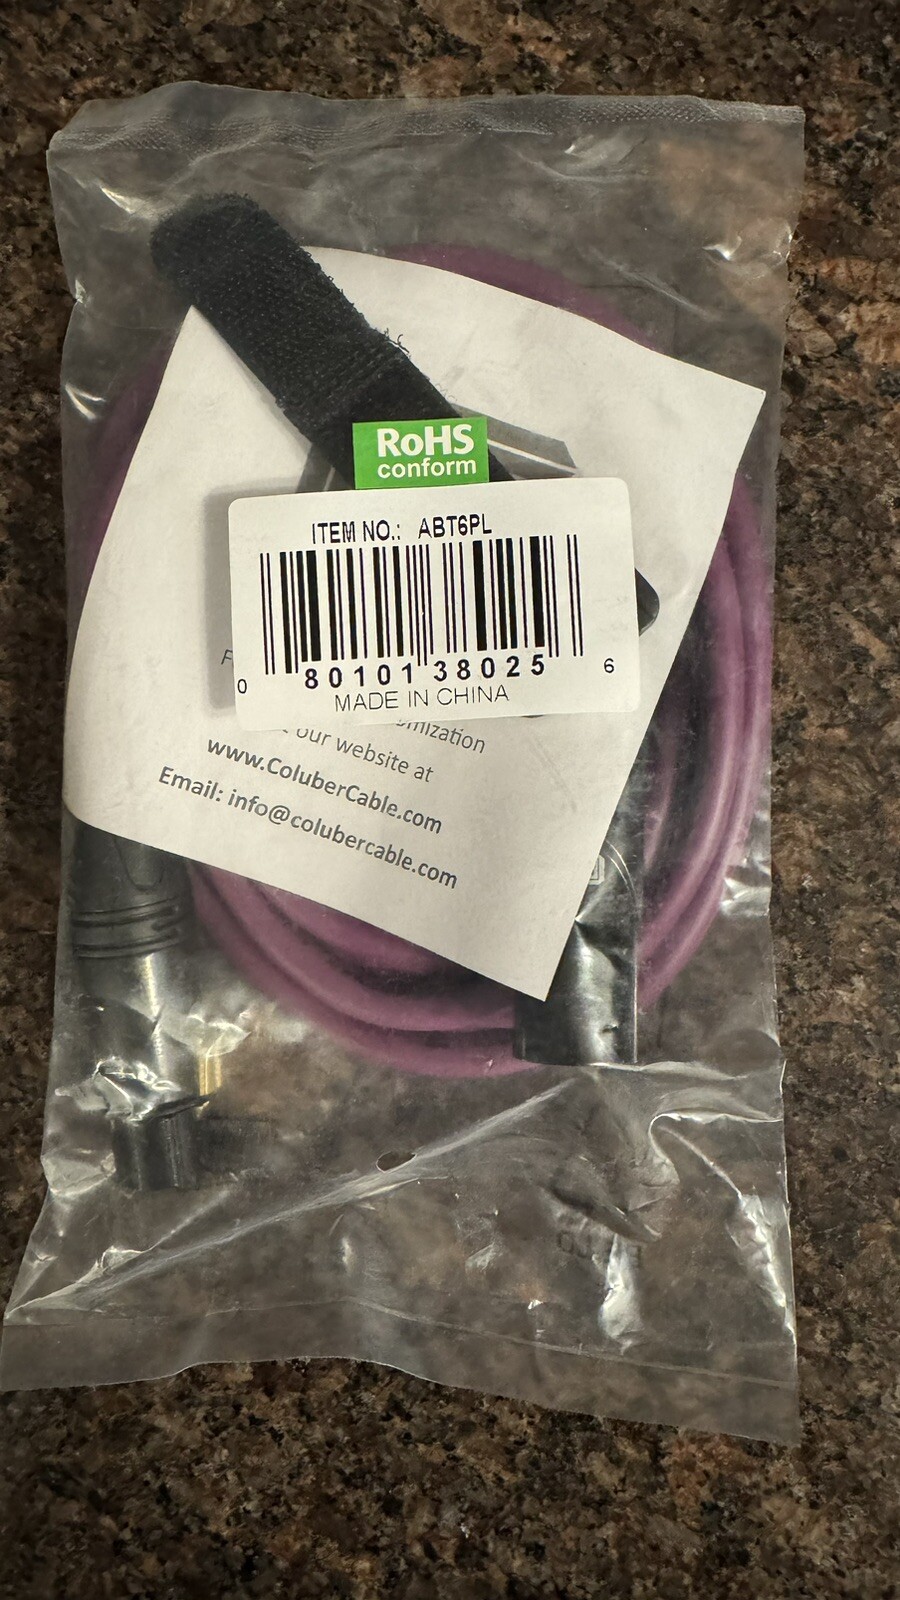 RoHS
conform
ITEM NO.: ABT6PL
0 80101 38025 6
MADE IN CHINA
our website at
www.ColuberCable.com
Email: info@colubercable.com